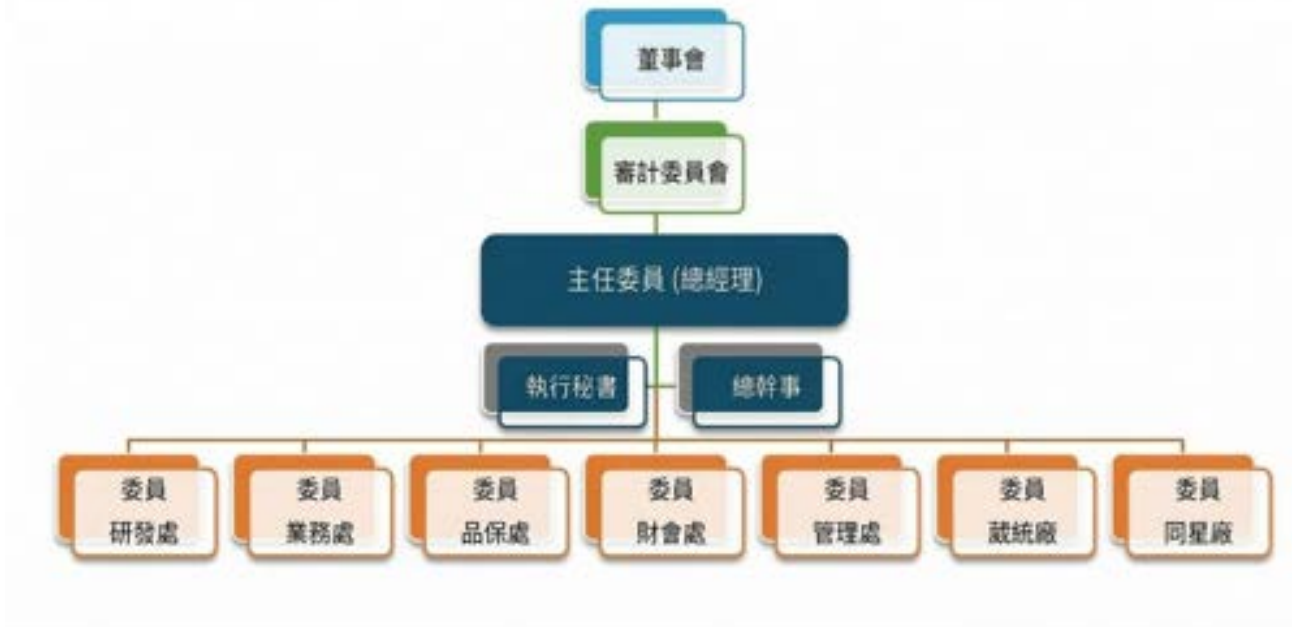 董事會
審計委員會
主任委員 (總經理)
執行秘書
總幹事
委員
研發處
委員
業務處
委員
品保處
委員
財會處
委員
管理處
委員
葳統廠
委員
同星廠